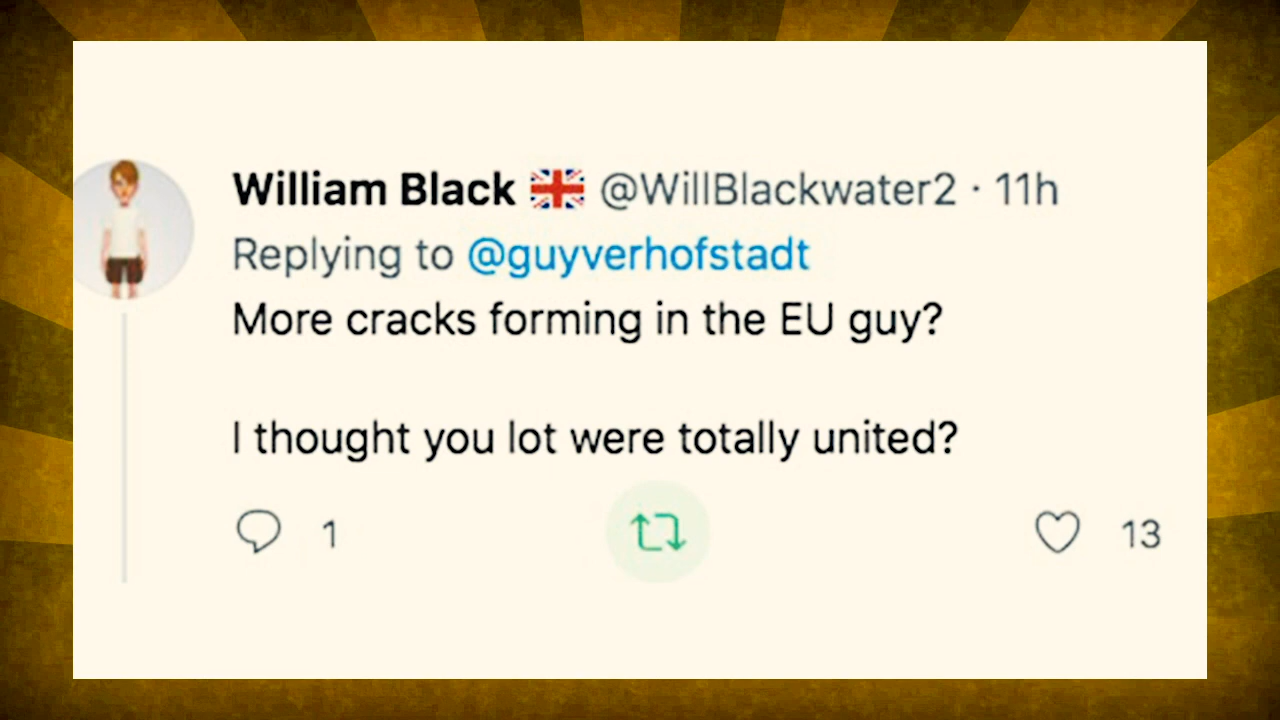 William Black 🇬🇧 @WillBlackwater2 · 11h
Replying to @guyverhofstadt
More cracks forming in the EU guy?
I thought you lot were totally united?
1 13